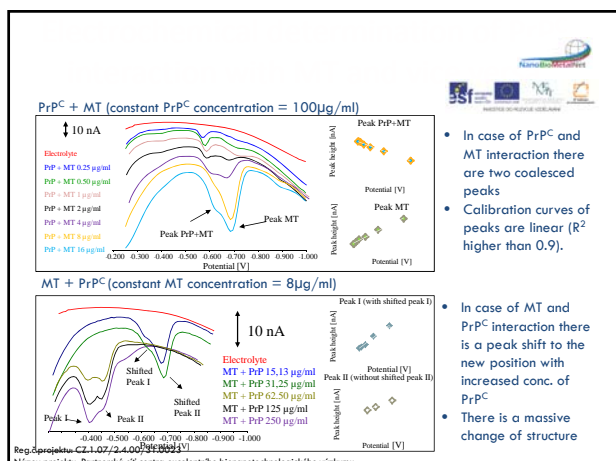 NanoBioMetalNet
esf
INVESTICE DO ROZVOJE VZDĚLÁVÁNÍ
PrP^C + MT (constant PrP^C concentration = 100µg/ml)
10 nA
Electrolyte
PrP + MT 0.25 µg/ml
PrP + MT 0.50 µg/ml
PrP + MT 1 µg/ml
PrP + MT 2 µg/ml
PrP + MT 4 µg/ml
PrP + MT 8 µg/ml
PrP + MT 16 µg/ml
Peak PrP+MT
Peak MT
-0.200 -0.300 -0.400 -0.500 -0.600 -0.700 -0.800 -0.900 -1.000
Potential [V]
Peak PrP+MT
Peak height [nA]
Potential [V]
Peak MT
Peak height [nA]
Potential [V]
• In case of PrP^C and
MT interaction there
are two coalesced
peaks
• Calibration curves of
peaks are linear (R²
higher than 0.9).
MT + PrP^C (constant MT concentration = 8µg/ml)
10 nA
Electrolyte
MT + PrP 15,13 µg/ml
MT + PrP 31,25 µg/ml
MT + PrP 62.50 µg/ml
MT + PrP 125 µg/ml
MT + PrP 250 µg/ml
Shifted
Peak I
Shifted
Peak II
Peak I
Peak II
-0.400 -0.500 -0.600 -0.700 -0.800 -0.900 -1.000
Potential [V]
Peak I (with shifted peak I)
Peak height [nA]
Potential [V]
Peak II (without shifted peak II)
Peak height [nA]
Potential [V]
• In case of MT and
PrP^C interaction there
is a peak shift to the
new position with
increased conc. of
PrP^C
• There is a massive
change of structure
Reg.č.projektu: CZ.1.07/2.4.00/31.0023